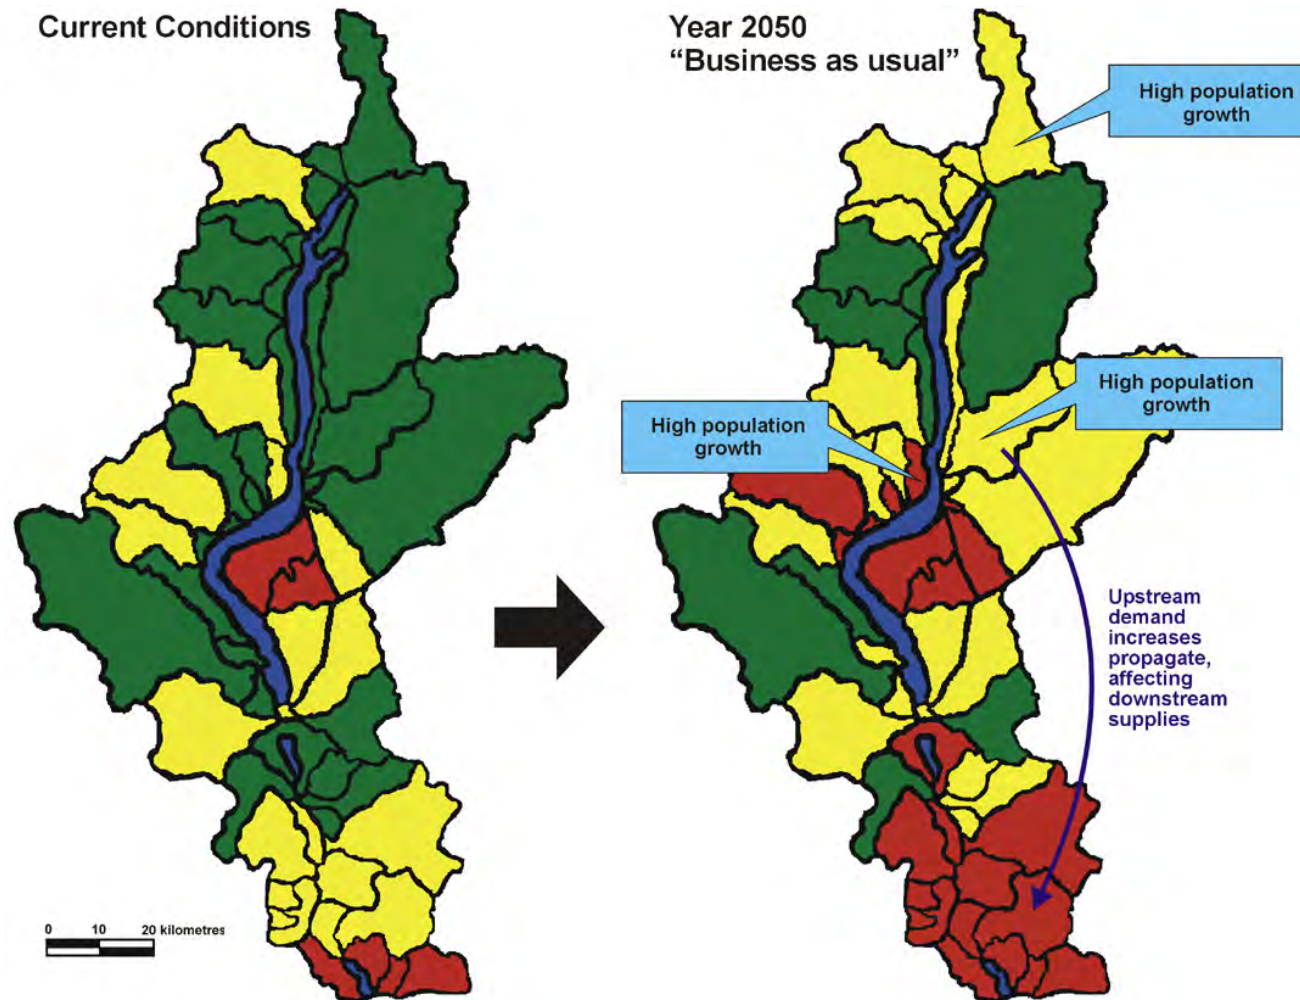 Current Conditions
Year 2050
“Business as usual”
High population
growth
High population
growth
High population
growth
Upstream
demand
increases
propagate,
affecting
downstream
supplies
0 10 20 kilometres